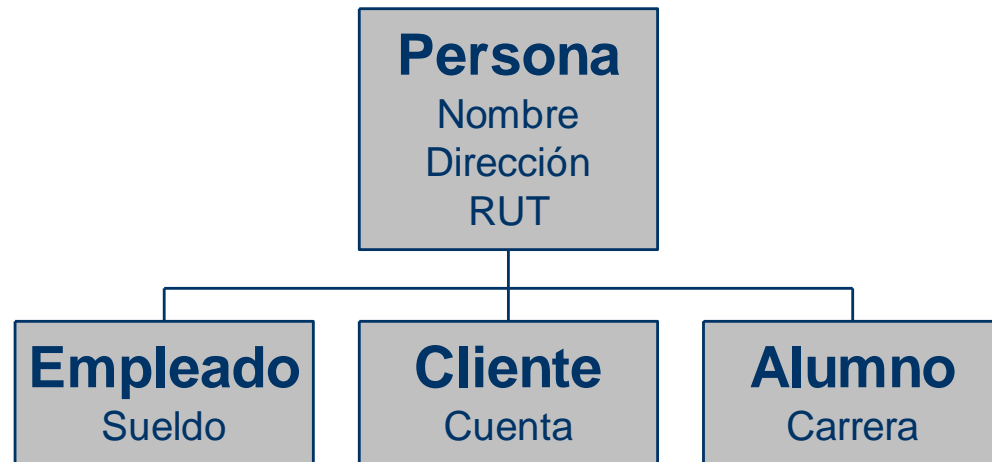 Persona
Nombre
Dirección
RUT
Empleado
Sueldo
Cliente
Cuenta
Alumno
Carrera